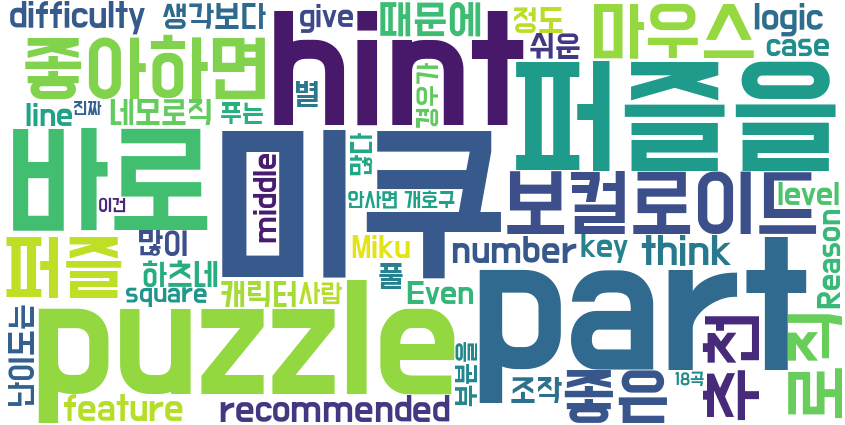 difficulty 생각보다 give 때문에 정도 마우스 logic
좋아하면 hint 쉬운 case
별 경우가 퍼즐을
line 진짜 네모로직 푸는
바로 미구 많다
middle 보컬로이드 level
이건 안사면 개호구
퍼즐 많이 Miku number key think Reason
하츠네 풀
square 캐릭터 사람 Even
난이도는 puzzle 부분을 part 추천 로직
조작 좋은 18곡
feature recommended